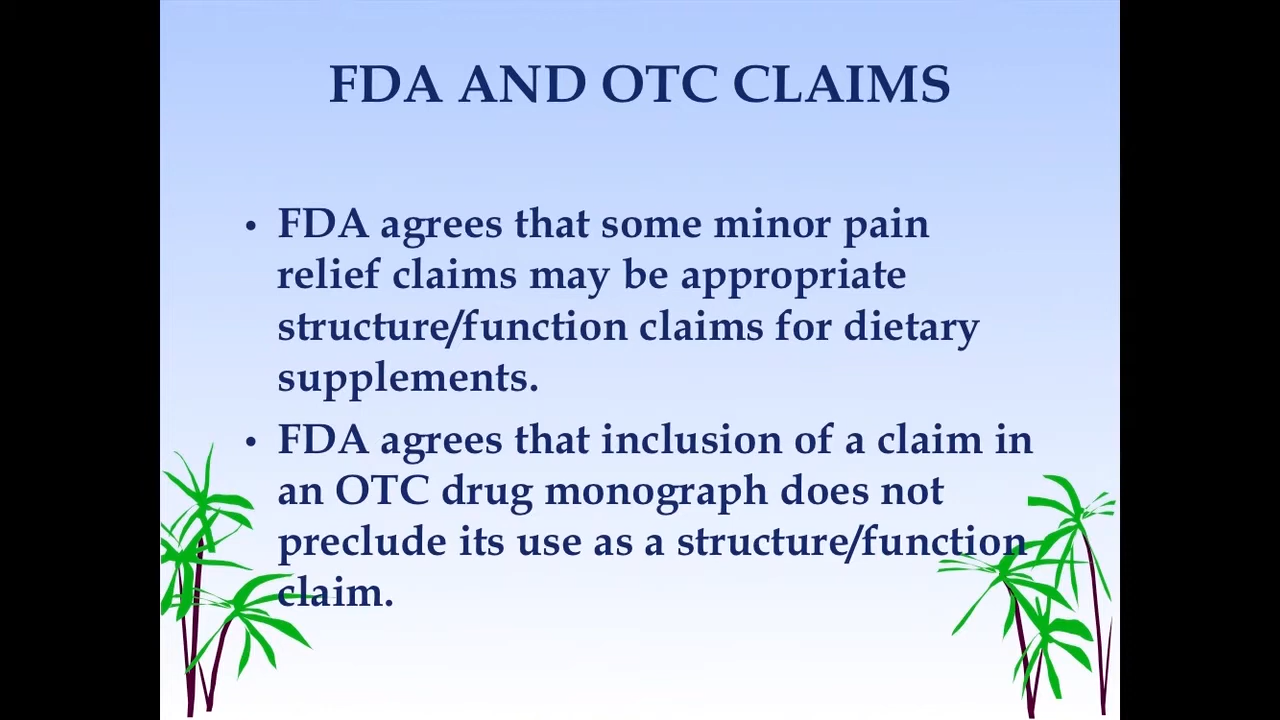 FDA AND OTC CLAIMS
• FDA agrees that some minor pain
relief claims may be appropriate
structure/function claims for dietary
supplements.
• FDA agrees that inclusion of a claim in
an OTC drug monograph does not
preclude its use as a structure/function
claim.